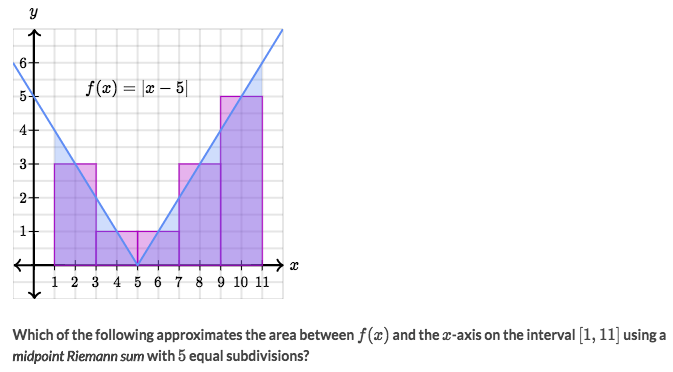 y
6
5
f(x) = |x − 5|
4
3
2
1
x
1 2 3 4 5 6 7 8 9 10 11
Which of the following approximates the area between f(x) and the x-axis on the interval [1, 11] using a
midpoint Riemann sum with 5 equal subdivisions?